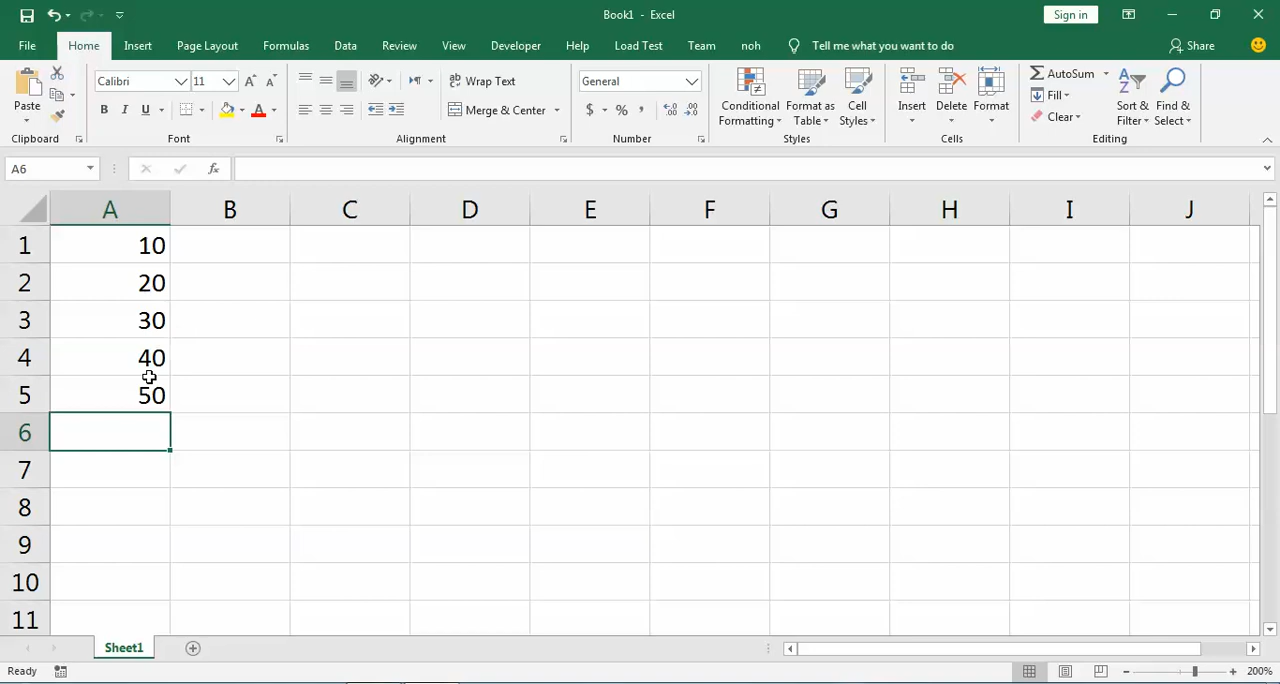 Book1 - Excel
Sign in
File Home Insert Page Layout Formulas Data Review View Developer Help Load Test Team noh Tell me what you want to do Share
Paste
Calibri 11
Wrap Text
General
Conditional Formatting
Format as Table
Cell Styles
Insert
Delete
Format
AutoSum
Fill
Clear
Sort & Filter
Find & Select
B I U
Merge & Center
$ % ,
Clipboard Font Alignment Number Styles Cells Editing
A6 fx
A B C D E F G H I J
1 10
2 20
3 30
4 40
5 50
6
7
8
9
10
11
Sheet1
Ready 200%